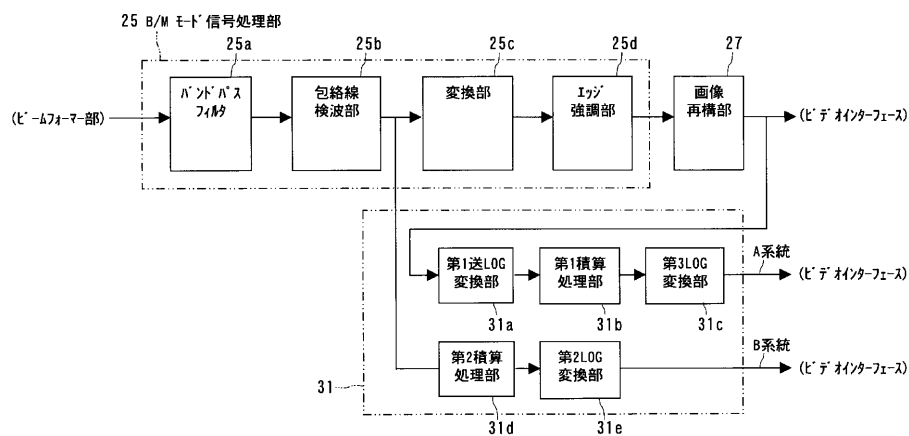 25 B/M ﾓｰﾄﾞ信号処理部
25a
25b
25c
25d
27
ﾊﾞﾝﾄﾞﾊﾟｽ
ﾌｨﾙﾀ
包絡線
検波部
変換部
ｴｯｼﾞ
強調部
画像
再構部
(ﾋﾞｰﾑﾌｫｰﾏｰ部)
(ﾋﾞﾃﾞｵｲﾝﾀｰﾌｪｰｽ)
第1送LOG
変換部
第1積算
処理部
第3LOG
変換部
A系統
(ﾋﾞﾃﾞｵｲﾝﾀｰﾌｪｰｽ)
31a
31b
31c
第2積算
処理部
第2LOG
変換部
B系統
(ﾋﾞﾃﾞｵｲﾝﾀｰﾌｪｰｽ)
31
31d
31e